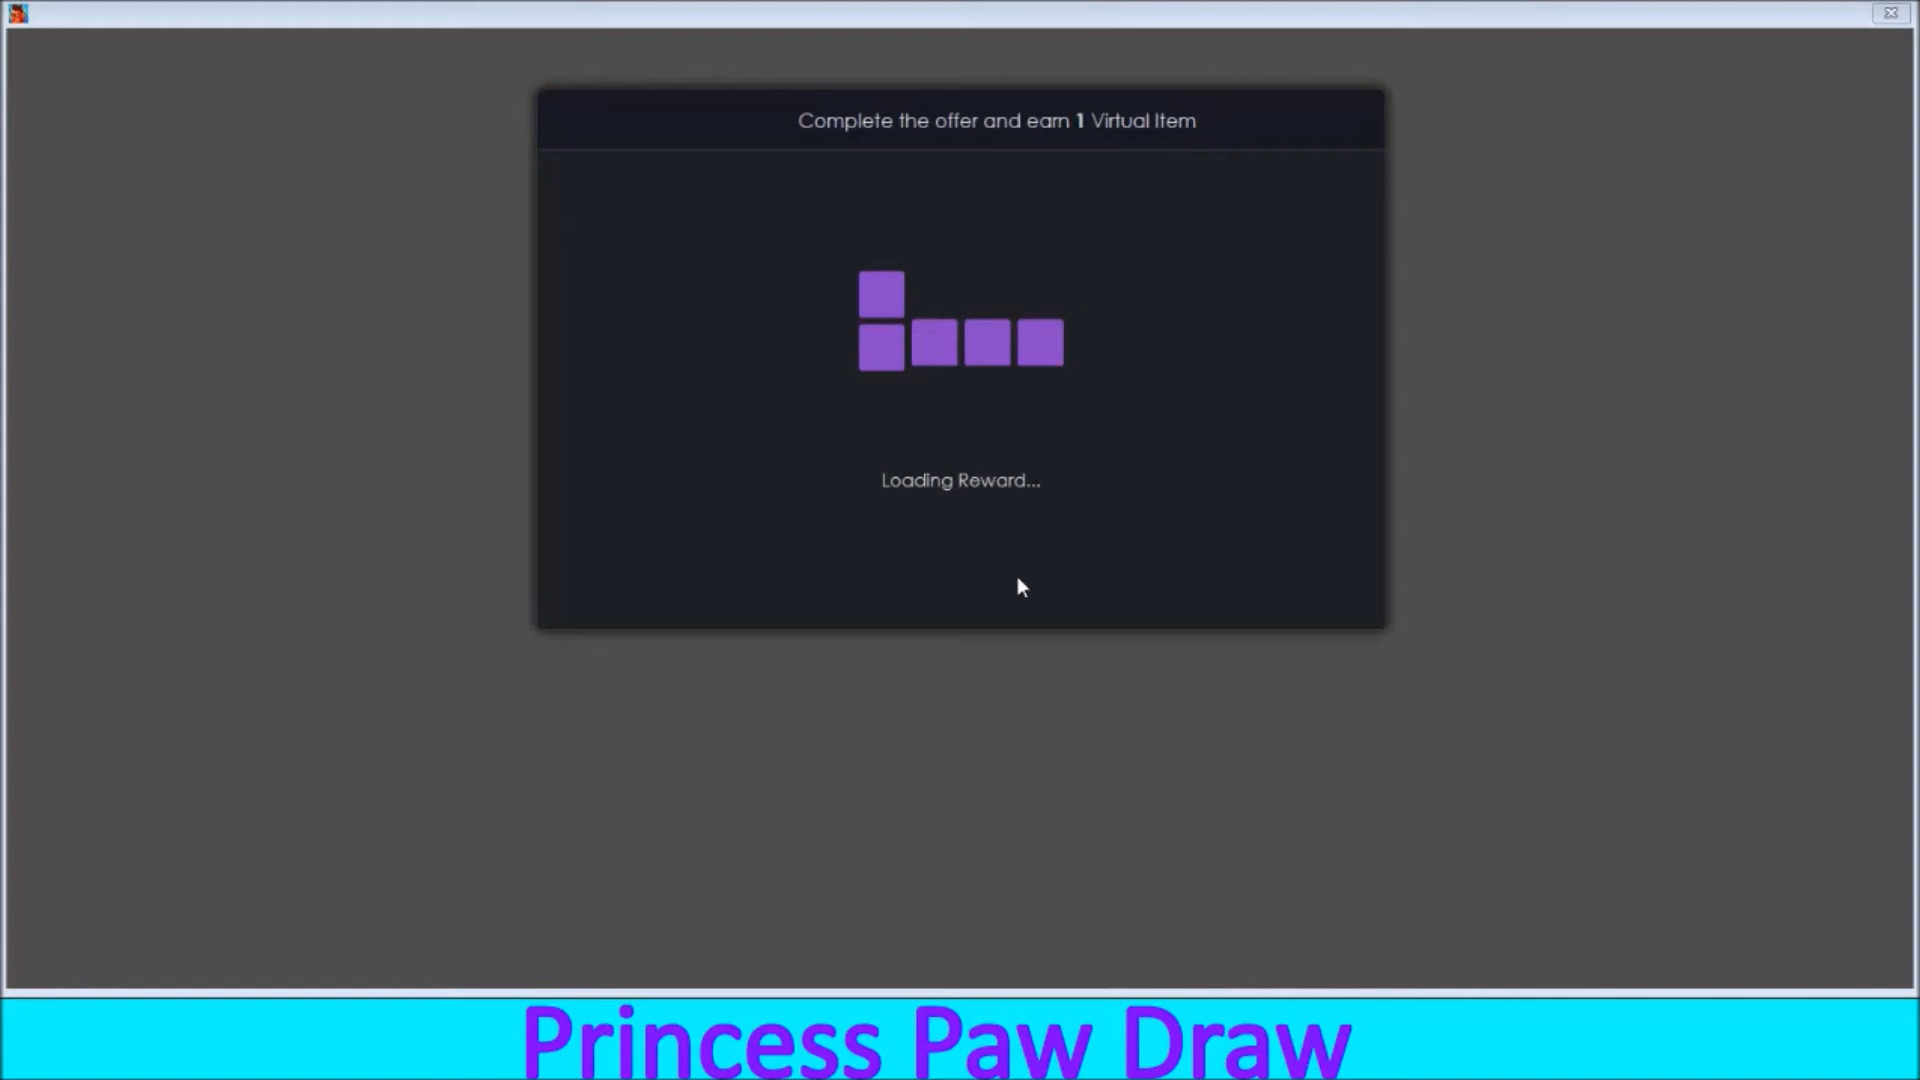 Complete the offer and earn 1 Virtual Item
Loading Reward...
Princess Paw Draw